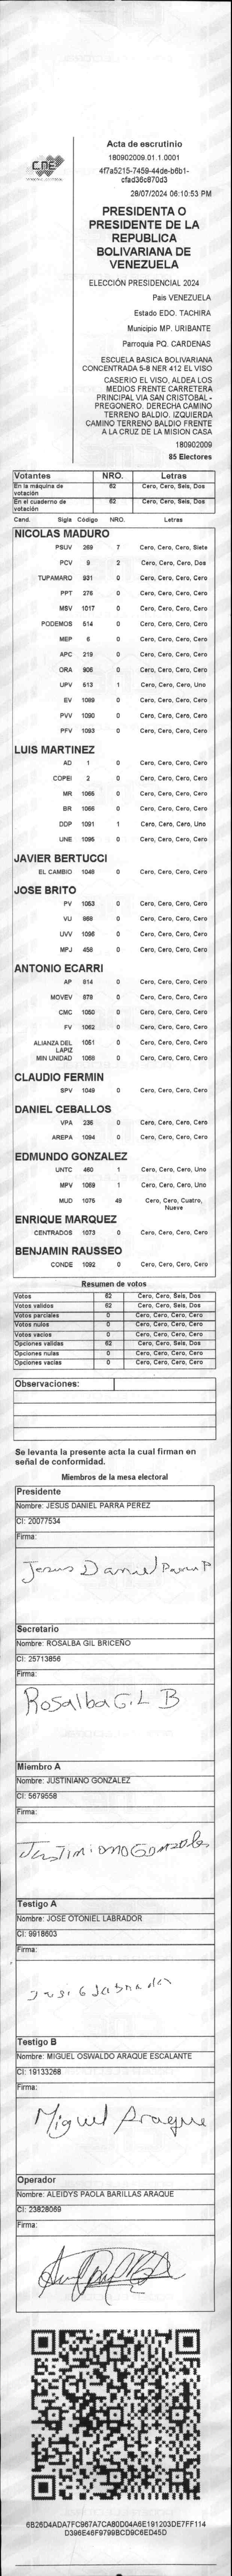 CNE
Acta de escrutinio
180902009.01.1.0001
4f7a5215-7459-44de-b6b1-
cfad36c870d3
28/07/2024 06:10:53 PM
PRESIDENTA O
PRESIDENTE DE LA
REPUBLICA
BOLIVARIANA DE
VENEZUELA
ELECCIÓN PRESIDENCIAL 2024
Pais VENEZUELA
Estado EDO. TACHIRA
Municipio MP. URIBANTE
Parroquia PQ. CARDENAS
ESCUELA BASICA BOLIVARIANA
CONCENTRADA 5-8 NER 412 EL VISO
CASERIO EL VISO, ALDEA LOS
MEDIOS FRENTE CARRETERA
PRINCIPAL VIA SAN CRISTOBAL -
PREGONERO. DERECHA CAMINO
TERRENO BALDIO. IZQUIERDA
CAMINO TERRENO BALDIO FRENTE
A LA CRUZ DE LA MISION CASA
180902009
85 Electores
Votantes NRO. Letras
En la máquina de votación 62 Cero, Cero, Seis, Dos
En el cuaderno de votación 62 Cero, Cero, Seis, Dos
Cand. Sigla Código NRO. Letras
NICOLAS MADURO
PSUV 269 7 Cero, Cero, Cero, Siete
PCV 9 2 Cero, Cero, Cero, Dos
TUPAMARO 931 0 Cero, Cero, Cero, Cero
PPT 276 0 Cero, Cero, Cero, Cero
MSV 1017 0 Cero, Cero, Cero, Cero
PODEMOS 514 0 Cero, Cero, Cero, Cero
MEP 6 0 Cero, Cero, Cero, Cero
APC 219 0 Cero, Cero, Cero, Cero
ORA 906 0 Cero, Cero, Cero, Cero
UPV 513 1 Cero, Cero, Cero, Uno
EV 1089 0 Cero, Cero, Cero, Cero
PVV 1090 0 Cero, Cero, Cero, Cero
PFV 1093 0 Cero, Cero, Cero, Cero
LUIS MARTINEZ
AD 1 0 Cero, Cero, Cero, Cero
COPEI 2 0 Cero, Cero, Cero, Cero
MR 1065 0 Cero, Cero, Cero, Cero
BR 1066 0 Cero, Cero, Cero, Cero
DDP 1091 1 Cero, Cero, Cero, Uno
UNE 1095 0 Cero, Cero, Cero, Cero
JAVIER BERTUCCI
EL CAMBIO 1048 0 Cero, Cero, Cero, Cero
JOSE BRITO
PV 1053 0 Cero, Cero, Cero, Cero
VU 868 0 Cero, Cero, Cero, Cero
UVV 1096 0 Cero, Cero, Cero, Cero
MPJ 458 0 Cero, Cero, Cero, Cero
ANTONIO ECARRI
AP 814 0 Cero, Cero, Cero, Cero
MOVEV 878 0 Cero, Cero, Cero, Cero
CMC 1050 0 Cero, Cero, Cero, Cero
FV 1062 0 Cero, Cero, Cero, Cero
ALIANZA DEL LAPIZ 1051 0 Cero, Cero, Cero, Cero
MIN UNIDAD 1068 0 Cero, Cero, Cero, Cero
CLAUDIO FERMIN
SPV 1049 0 Cero, Cero, Cero, Cero
DANIEL CEBALLOS
VPA 236 0 Cero, Cero, Cero, Cero
AREPA 1094 0 Cero, Cero, Cero, Cero
EDMUNDO GONZALEZ
UNTC 460 1 Cero, Cero, Cero, Uno
MPV 1069 1 Cero, Cero, Cero, Uno
MUD 1075 49 Cero, Cero, Cuatro, Nueve
ENRIQUE MARQUEZ
CENTRADOS 1073 0 Cero, Cero, Cero, Cero
BENJAMIN RAUSSEO
CONDE 1092 0 Cero, Cero, Cero, Cero
Resumen de votos
Votos 62 Cero, Cero, Seis, Dos
Votos validos 62 Cero, Cero, Seis, Dos
Votos parciales 0 Cero, Cero, Cero, Cero
Votos nulos 0 Cero, Cero, Cero, Cero
Votos vacios 0 Cero, Cero, Cero, Cero
Opciones validas 62 Cero, Cero, Seis, Dos
Opciones nulas 0 Cero, Cero, Cero, Cero
Opciones vacias 0 Cero, Cero, Cero, Cero
Observaciones:
Se levanta la presente acta la cual firman en
señal de conformidad.
Miembros de la mesa electoral
Presidente
Nombre: JESUS DANIEL PARRA PEREZ
CI: 20077534
Firma:
Jesus Daniel Parra P
Secretario
Nombre: ROSALBA GIL BRICEÑO
CI: 25713856
Firma:
Rosalba G.L B
Miembro A
Nombre: JUSTINIANO GONZALEZ
CI: 5679558
Firma:
Justiniano Gonzales
Testigo A
Nombre: JOSE OTONIEL LABRADOR
CI: 9918603
Firma:
Testigo B
Nombre: MIGUEL OSWALDO ARAQUE ESCALANTE
CI: 19133268
Firma:
Miguel Araque
Operador
Nombre: ALEIDYS PAOLA BARILLAS ARAQUE
CI: 23828069
Firma:
6B26D4ADA7FC967A7CA80D04A6E191203DE7FF114
D396E46F9799BCD9C6ED45D